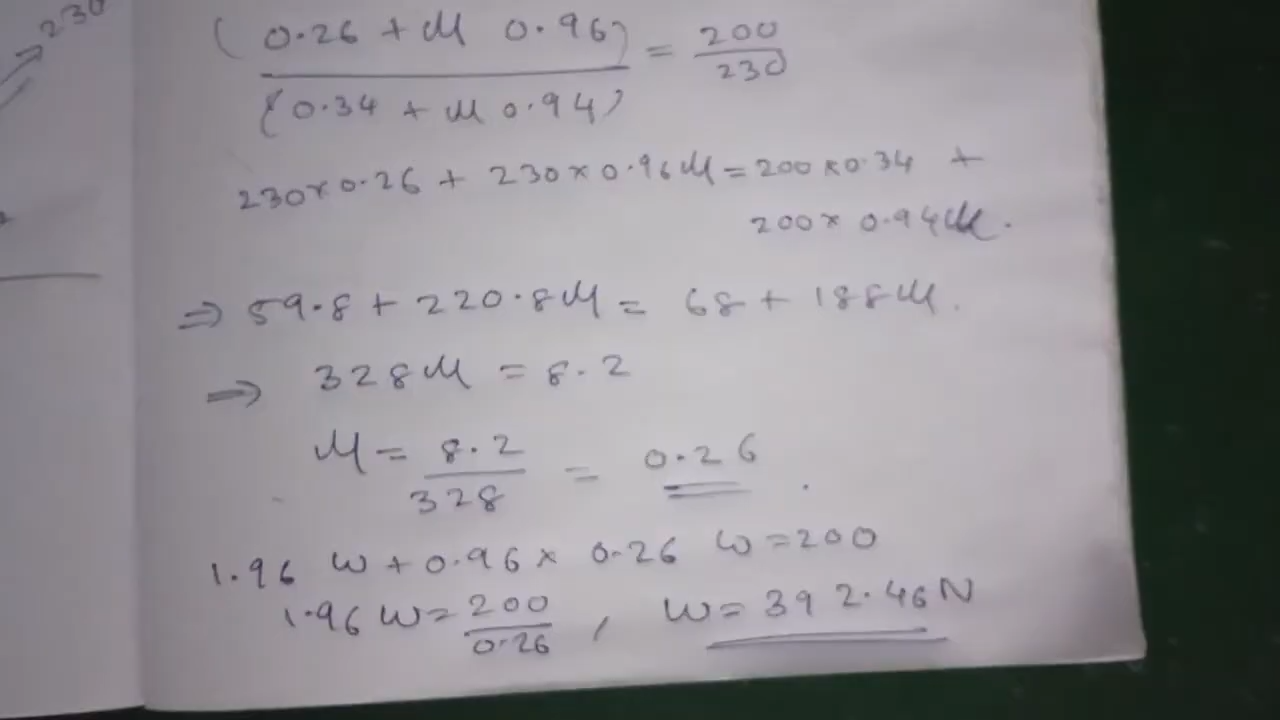 230
(0.26 + μ 0.96) / (0.34 + μ 0.94) = 200/230
230×0.26 + 230×0.96μ = 200×0.34 +
200× 0.94μ.
⇒ 59.8 + 220.8μ = 68 + 188μ.
⇒ 328μ = 8.2
μ = 8.2/328 = 0.26.
1.96 W + 0.96× 0.26 W = 200
1.96 W = 200/0.26 , W = 392.46N